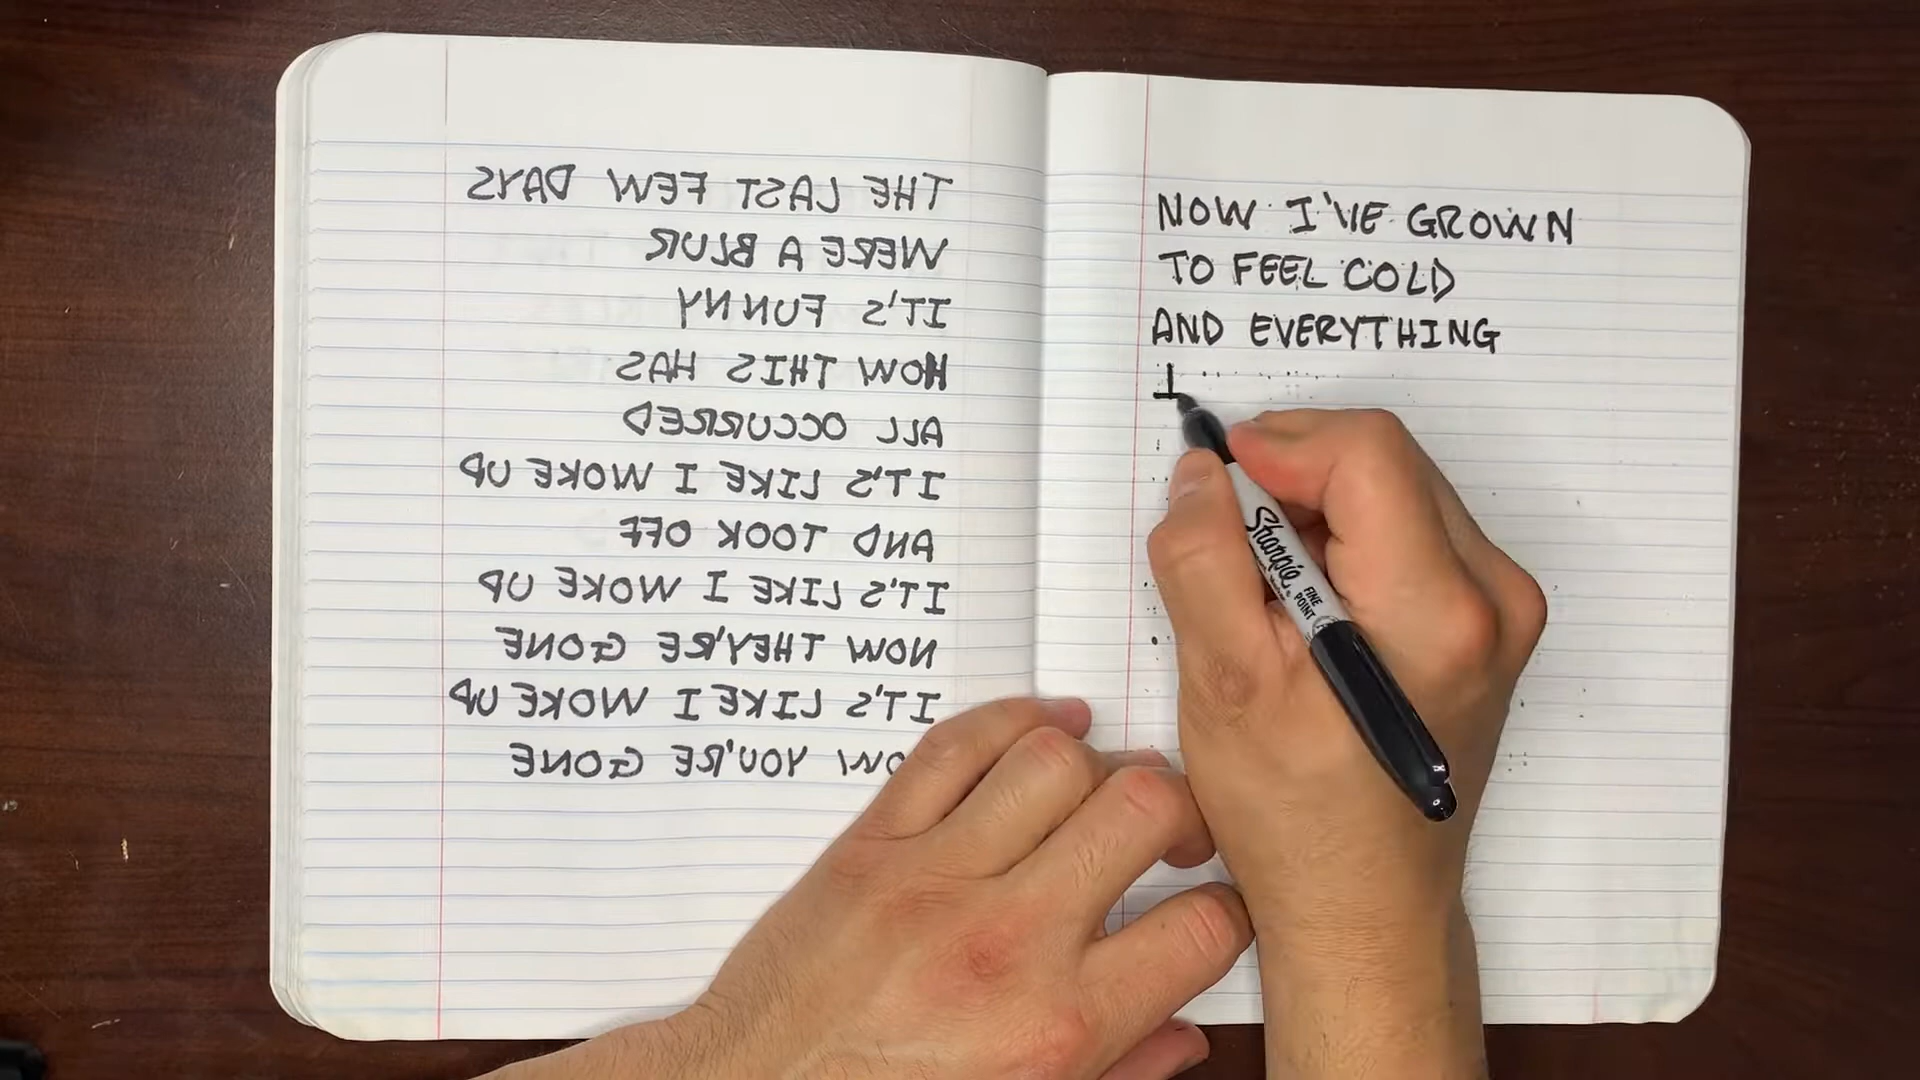 THE LAST FEW DAYS
WERE A BLUR
IT'S FUNNY
HOW THIS HAS
ALL OCCURRED
IT'S LIKE I WOKE UP
AND TOOK OFF
IT'S LIKE I WOKE UP
NOW THEY'RE GONE
IT'S LIKE I WOKE UP
YOU'RE GONE
NOW I'VE GROWN
TO FEEL COLD
AND EVERYTHING
I
Sharpie
FINE
POINT